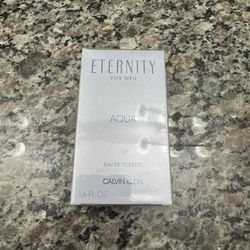 ETERNITY
FOR MEN
AQUA
EAU DE TOILETTE
CALVIN KLEIN
1.6 FL. OZ.